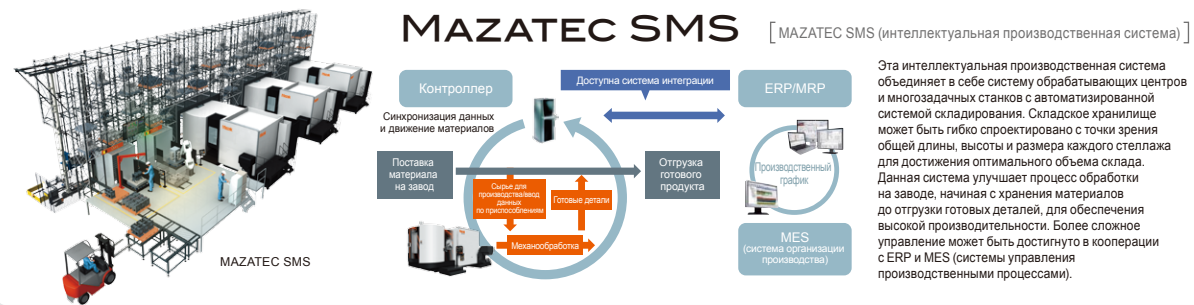 MAZATEC SMS
[MAZATEC SMS (интеллектуальная производственная система)]
MAZATEC SMS
Контроллер
Синхронизация данных
и движение материалов
Доступна система интеграции
ERP/MRP
Поставка
материала
на завод
Отгрузка
готового
продукта
Сырье для
производства/ввод
данных
по приспособлениям
Готовые детали
Механообработка
Производственный
график
MES
(система организации
производства)
Эта интеллектуальная производственная система
объединяет в себе систему обрабатывающих центров
и многозадачных станков с автоматизированной
системой складирования. Складское хранилище
может быть гибко спроектировано с точки зрения
общей длины, высоты и размера каждого стеллажа
для достижения оптимального объема склада.
Данная система улучшает процесс обработки
на заводе, начиная с хранения материалов
до отгрузки готовых деталей, для обеспечения
высокой производительности. Более сложное
управление может быть достигнуто в кооперации
с ERP и MES (системы управления
производственными процессами).